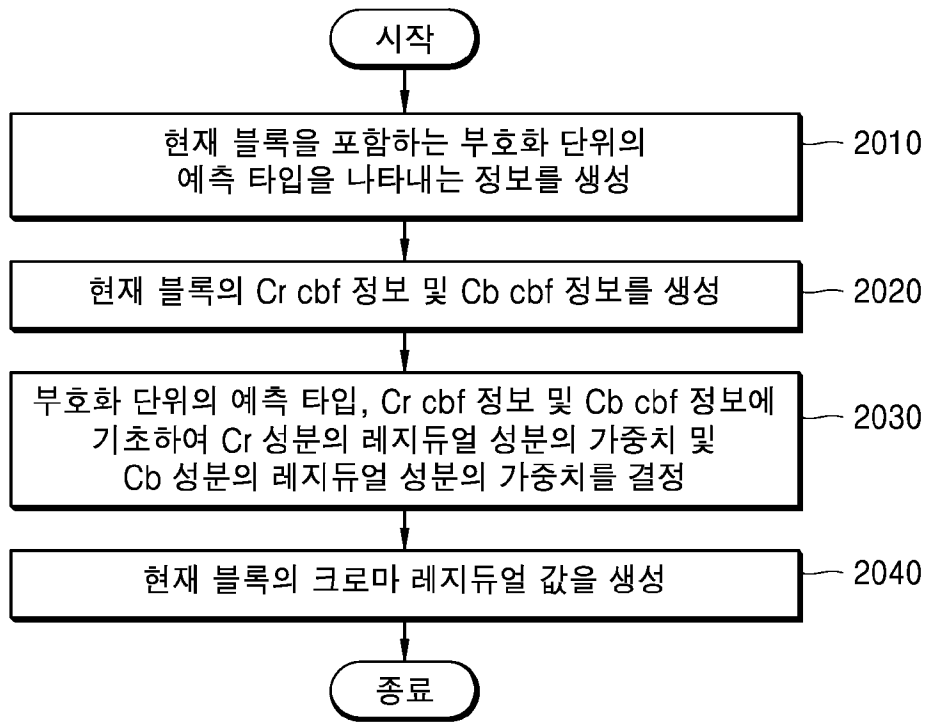 시작
현재 블록을 포함하는 부호화 단위의
예측 타입을 나타내는 정보를 생성
2010
현재 블록의 Cr cbf 정보 및 Cb cbf 정보를 생성
2020
부호화 단위의 예측 타입, Cr cbf 정보 및 Cb cbf 정보에
기초하여 Cr 성분의 레지듀얼 성분의 가중치 및
Cb 성분의 레지듀얼 성분의 가중치를 결정
2030
현재 블록의 크로마 레지듀얼 값을 생성
2040
종료